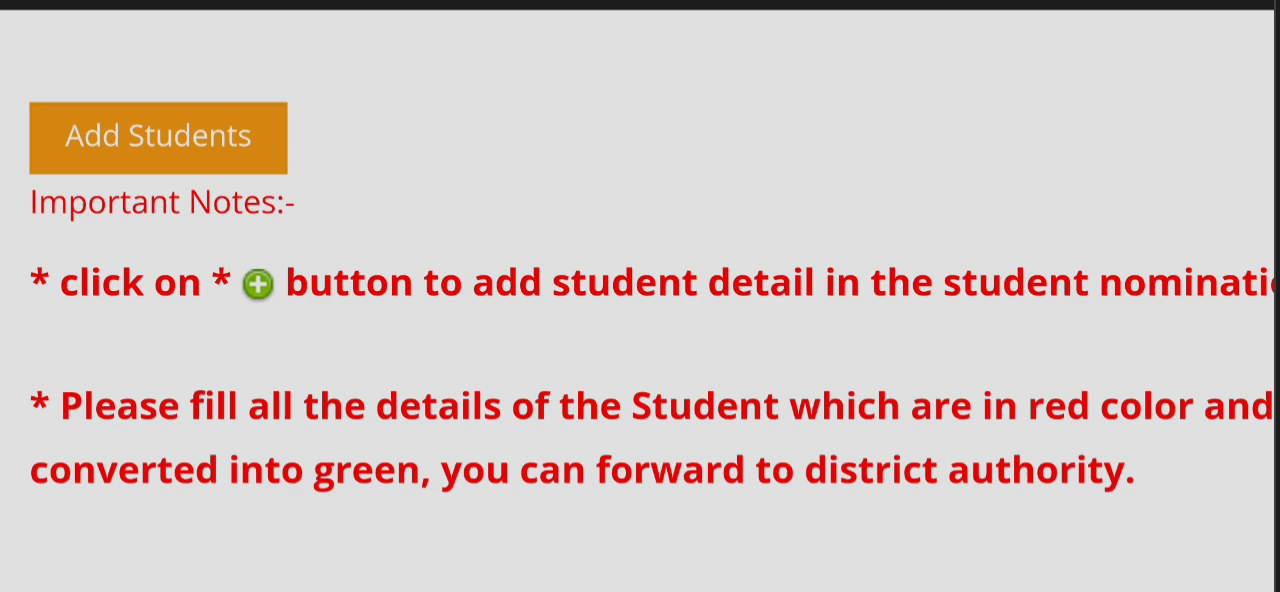 Add Students
Important Notes:-
* click on * button to add student detail in the student
* Please fill all the details of the Student which are in red color and
converted into green, you can forward to district authority.